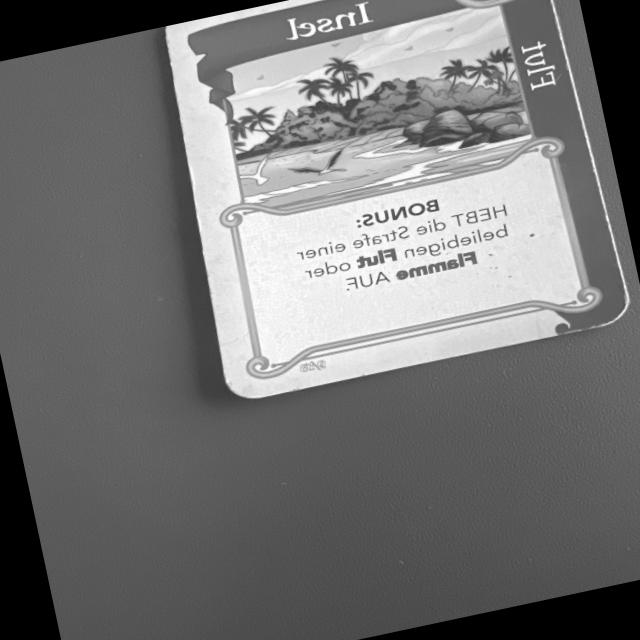 Insel
Flut
BONUS:
HEBT die Strafe einer
beliebigen Flut oder
Flamme AUF.